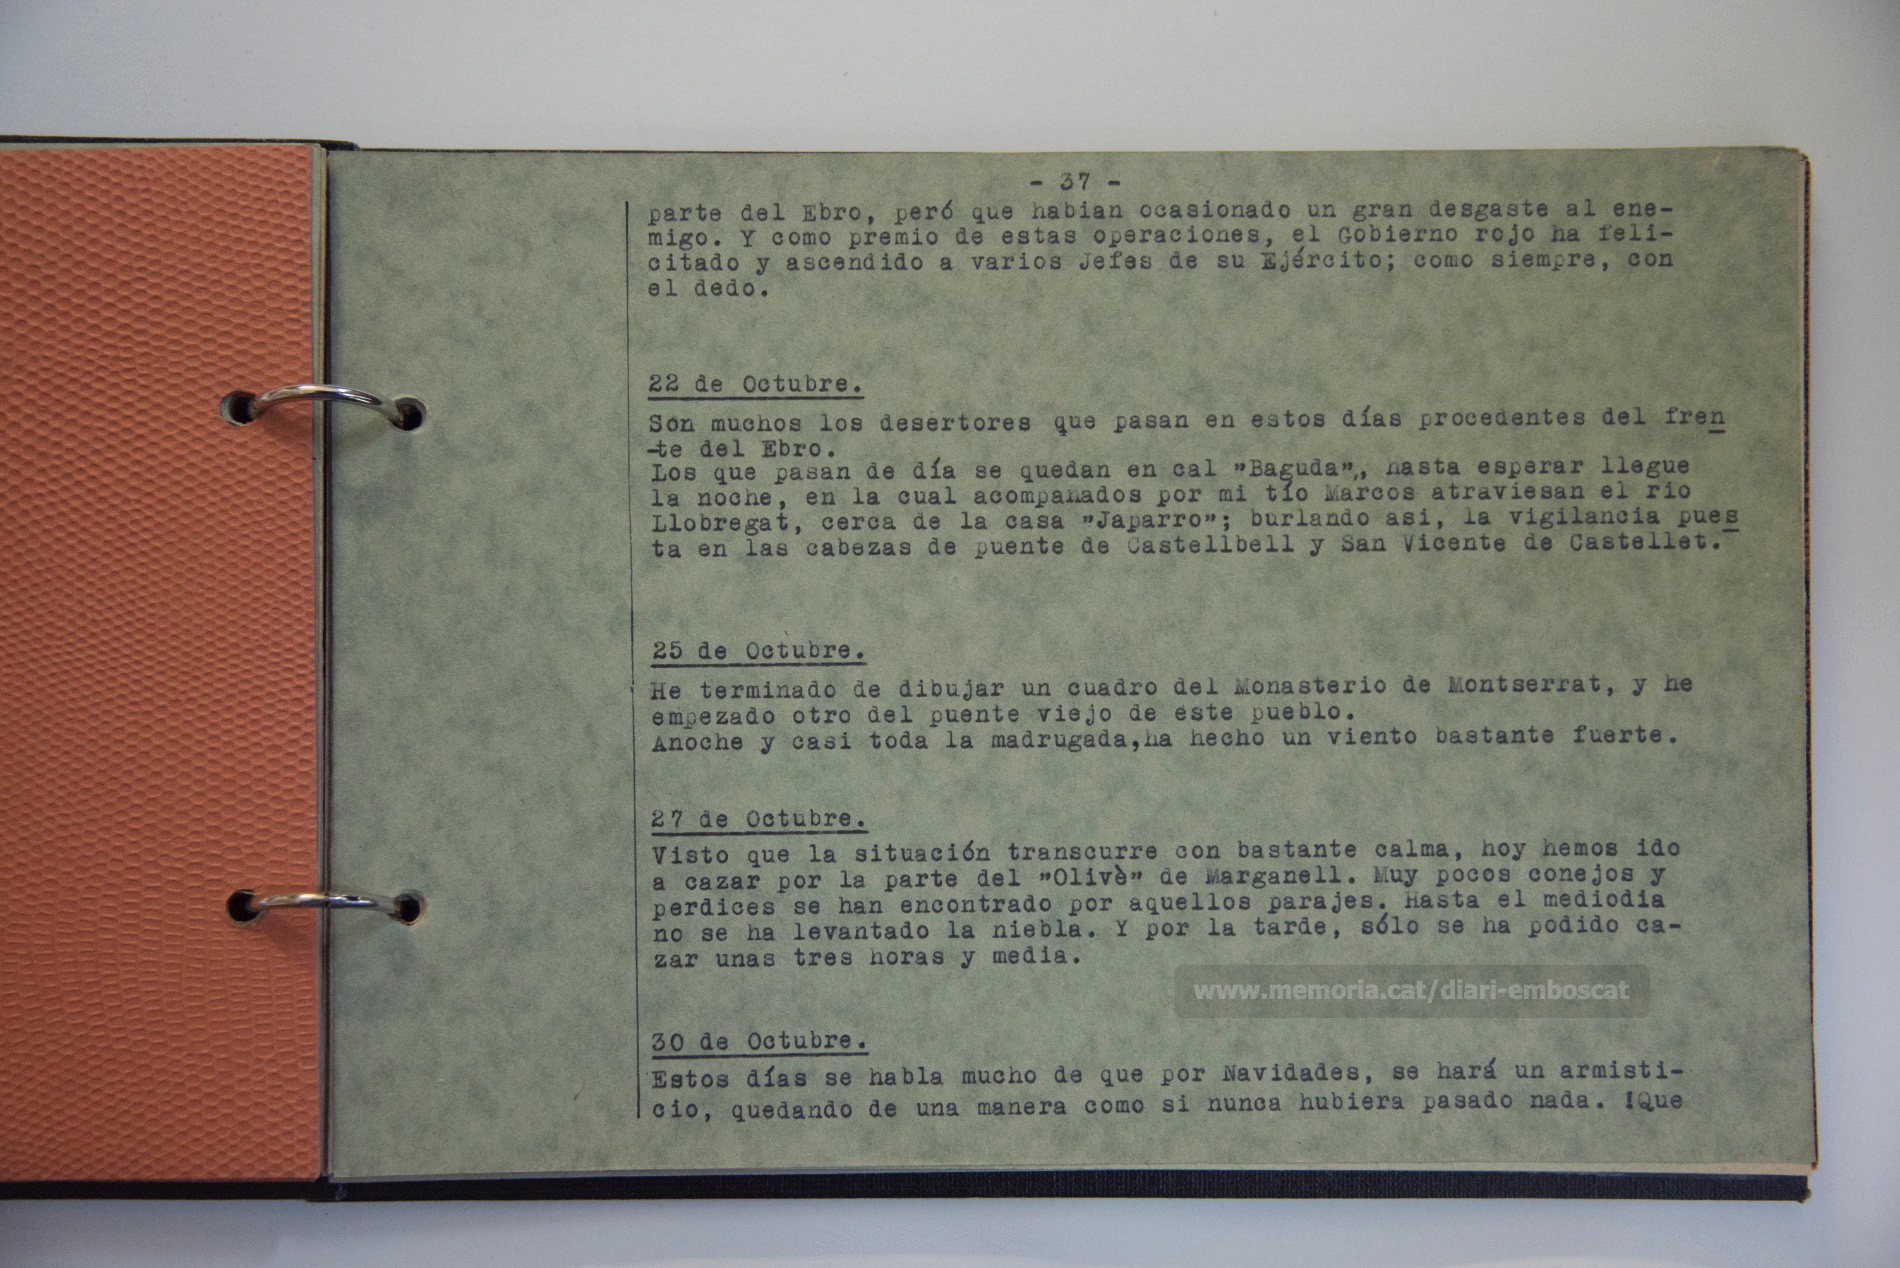 - 37 -
parte del Ebro, peró que habian ocasionado un gran desgaste al ene-
migo. Y como premio de estas operaciones, el Gobierno rojo ha feli-
citado y ascendido a varios Jefes de su Ejército; como siempre, con
el dedo.
22 de Octubre.
Son muchos los desertores que pasan en estos días procedentes del fren
-te del Ebro.
Los que pasan de día se quedan en cal "Baguda",, hasta esperar llegue
la noche, en la cual acompañados por mi tío Marcos atraviesan el rio
Llobregat, cerca de la casa "Japarro"; burlando asi, la vigilancia pues
ta en las cabezas de puente de Castellbell y San Vicente de Castellet.
25 de Octubre.
He terminado de dibujar un cuadro del Monasterio de Montserrat, y he
empezado otro del puente viejo de este pueblo.
Anoche y casi toda la madrugada,ha hecho un viento bastante fuerte.
27 de Octubre.
Visto que la situación transcurre con bastante calma, hoy hemos ido
a cazar por la parte del "Olivè" de Marganell. Muy pocos conejos y
perdices se han encontrado por aquellos parajes. Hasta el mediodia
no se ha levantado la niebla. Y por la tarde, sólo se ha podido ca-
zar unas tres horas y media.
www.memoria.cat/diari-emboscat
30 de Octubre.
Estos días se habla mucho de que por Navidades, se hará un armisti-
cio, quedando de una manera como si nunca hubiera pasado nada. !Que